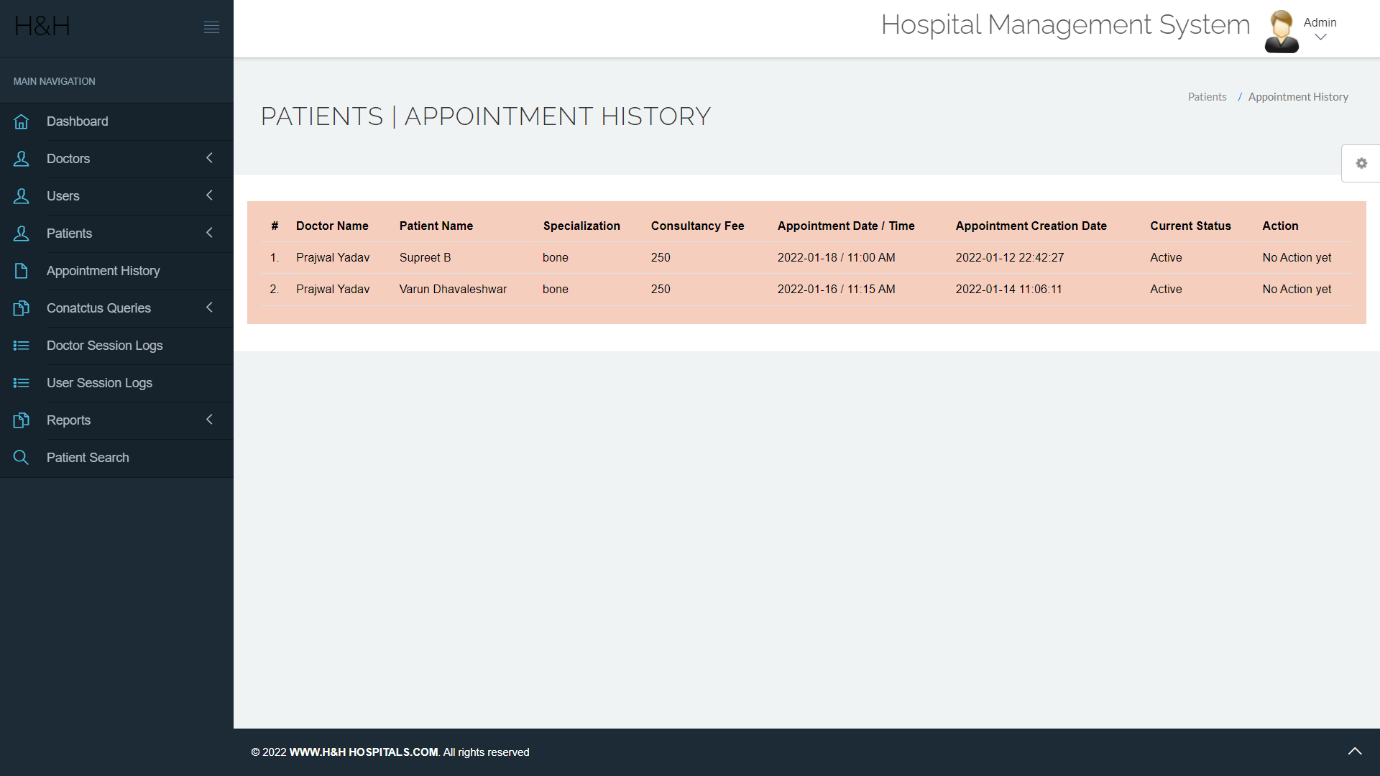 H&H
Hospital Management System
Admin
MAIN NAVIGATION
Dashboard
Doctors
Users
Patients
Appointment History
Conatctus Queries
Doctor Session Logs
User Session Logs
Reports
Patient Search
PATIENTS | APPOINTMENT HISTORY
Patients / Appointment History
# Doctor Name Patient Name Specialization Consultancy Fee Appointment Date / Time Appointment Creation Date Current Status Action
1. Prajwal Yadav Supreet B bone 250 2022-01-18 / 11:00 AM 2022-01-12 22:42:27 Active No Action yet
2. Prajwal Yadav Varun Dhavaleshwar bone 250 2022-01-16 / 11:15 AM 2022-01-14 11:06:11 Active No Action yet
© 2022 WWW.H&H HOSPITALS.COM. All rights reserved